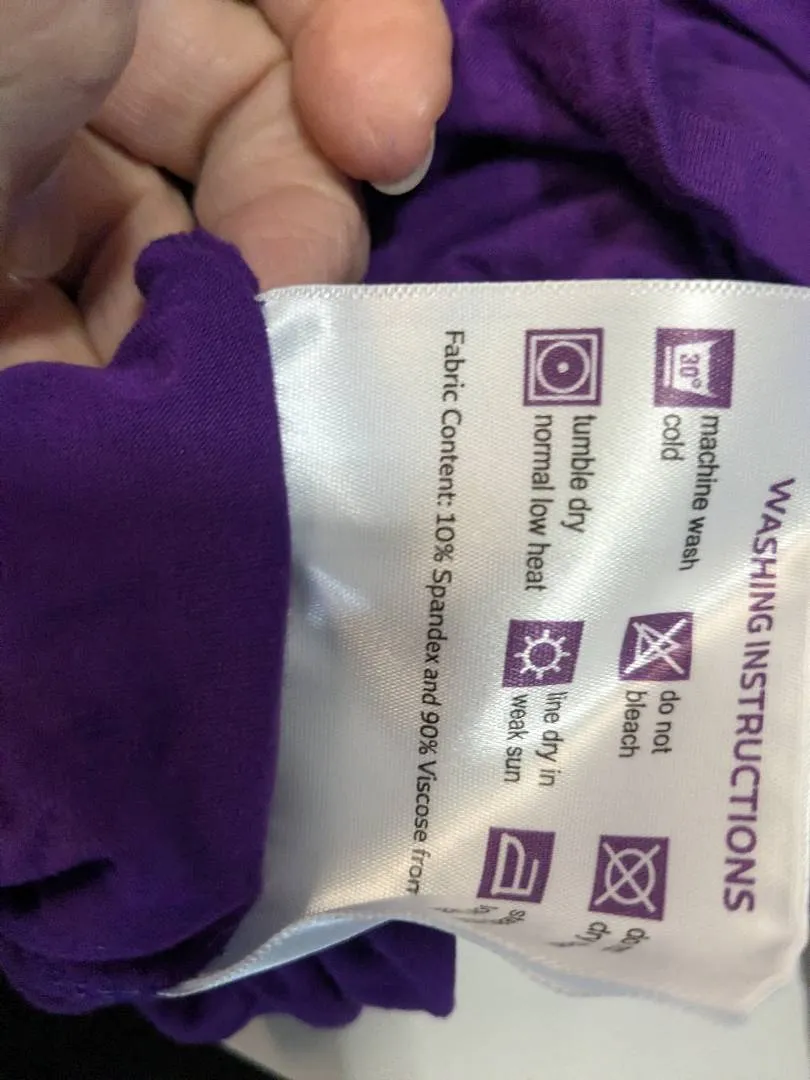 WASHING INSTRUCTIONS
30°
machine wash
cold
do not
bleach
tumble dry
normal low heat
line dry in
weak sun
Fabric Content: 10% Spandex and 90% Viscose from